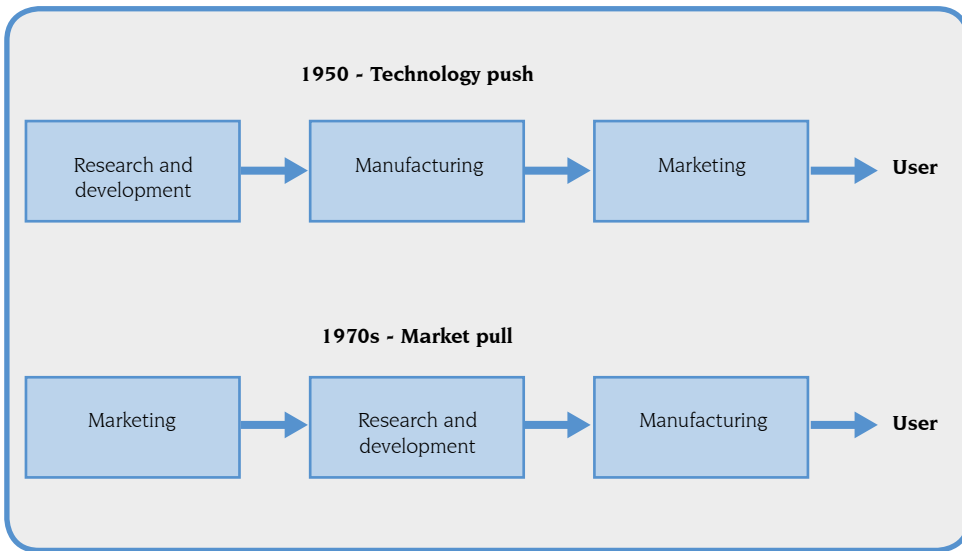 1950 - Technology push
Research and
development
Manufacturing
Marketing
User
1970s - Market pull
Marketing
Research and
development
Manufacturing
User